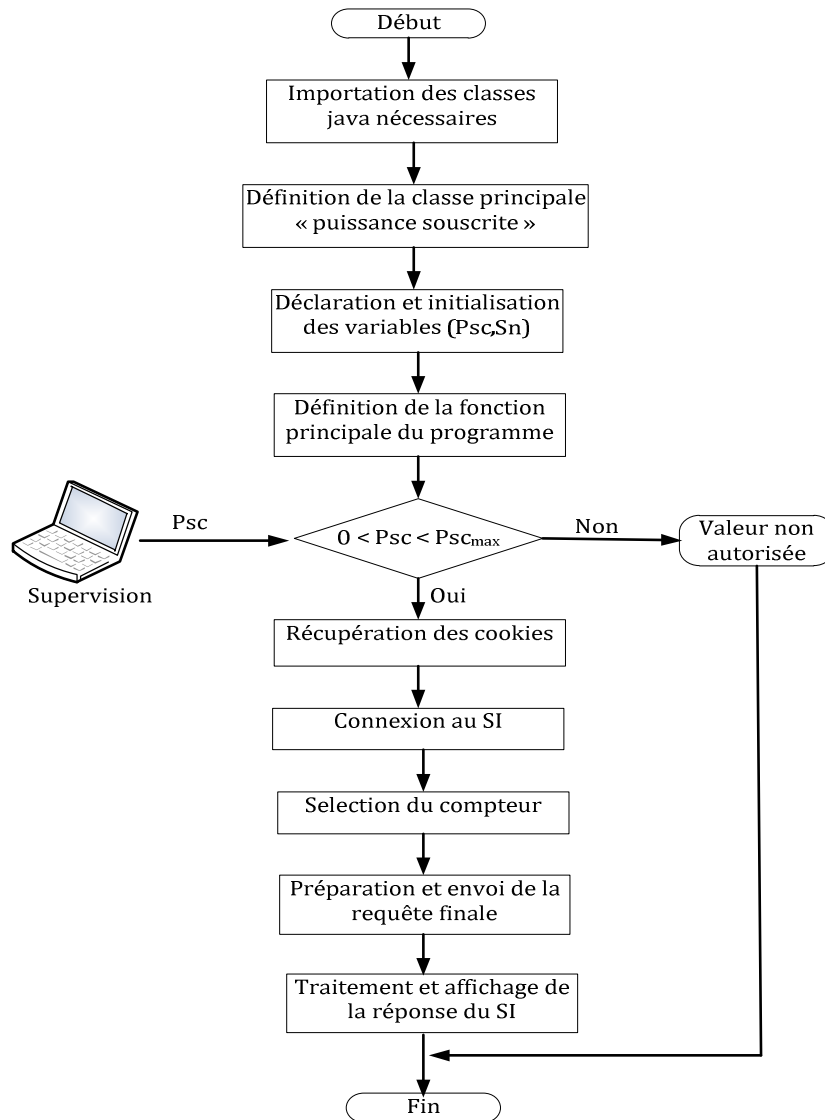 Début
Importation des classes
java nécessaires
Définition de la classe principale
« puissance souscrite »
Déclaration et initialisation
des variables (Psc,Sn)
Définition de la fonction
principale du programme
Psc
0 < Psc < Pscmax
Non
Valeur non
autorisée
Supervision
Oui
Récupération des cookies
Connexion au SI
Selection du compteur
Préparation et envoi de la
requête finale
Traitement et affichage de
la réponse du SI
Fin